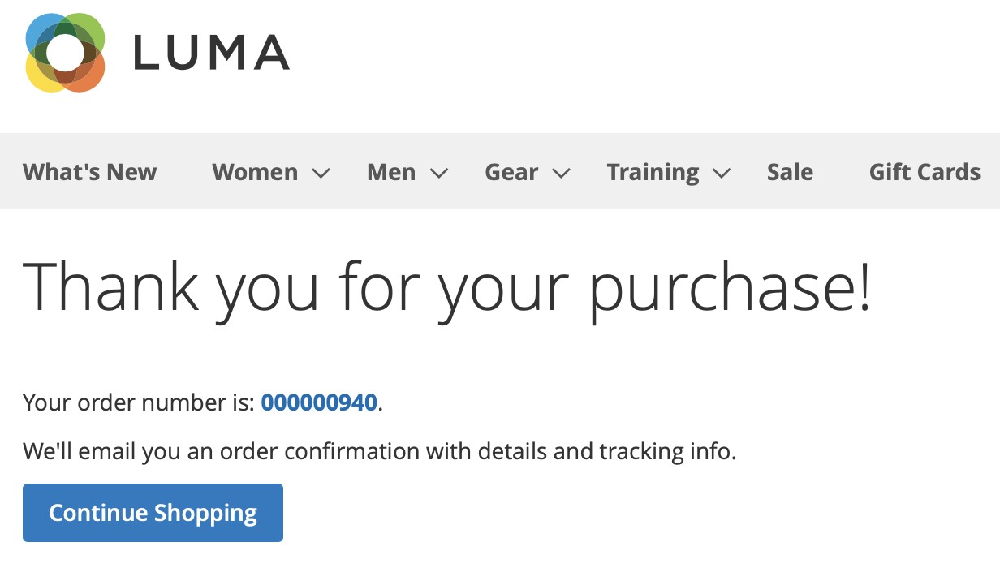 LUMA
What's New Women Men Gear Training Sale Gift Cards
Thank you for your purchase!
Your order number is: 000000940.
We'll email you an order confirmation with details and tracking info.
Continue Shopping